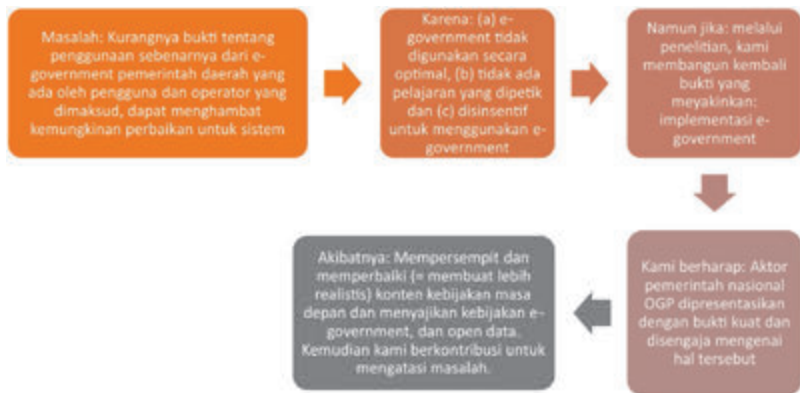 Masalah: Kurangnya bukti tentang
penggunaan sebenarnya dari e-
government pemerintah daerah yang
ada oleh pengguna dan operator yang
dimaksud, dapat menghambat
kemungkinan perbaikan untuk sistem
Karena: (a) e-
government tidak
digunakan secara
optimal, (b) tidak ada
pelajaran yang dipetik
dan (c) disinsentif
untuk menggunakan e-
government
Namun jika: melalui
penelitian, kami
membangun kembali
bukti yang
meyakinkan:
implementasi e-
government
Kami berharap: Aktor
pemerintah nasional
OGP dipresentasikan
dengan bukti kuat dan
disengaja mengenai
hal tersebut
Akibatnya: Mempersempit dan
memperbaiki (= membuat lebih
realistis) konten kebijakan masa
depan dan menyajikan kebijakan e-
government, dan open data.
Kemudian kami berkontribusi untuk
mengatasi masalah.